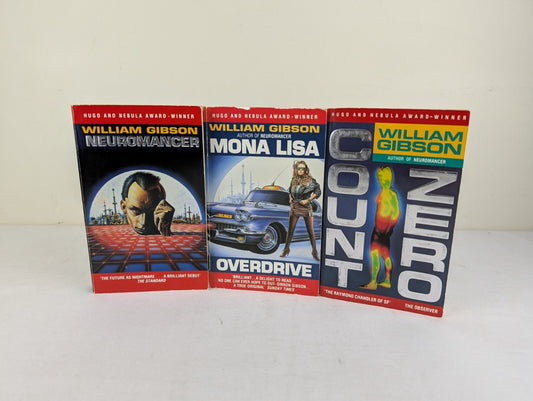 HUGO AND NEBULA AWARD-WINNER
WILLIAM GIBSON
NEUROMANCER
'THE FUTURE AS NIGHTMARE . . . A BRILLIANT DEBUT'
THE STANDARD
HUGO AND NEBULA AWARD-WINNER
WILLIAM GIBSON
AUTHOR OF NEUROMANCER
MONA LISA
OVERDRIVE
'BRILLIANT . . . A DELIGHT TO READ
NO ONE CAN EVER HOPE TO OUT-GIBSON GIBSON . . .
A TRUE ORIGINAL' SUNDAY TIMES
HUGO AND NEBULA AWARD-WINNER
WILLIAM
GIBSON
AUTHOR OF NEUROMANCER
COUNT
ZERO
'THE RAYMOND CHANDLER OF SF'
THE OBSERVER